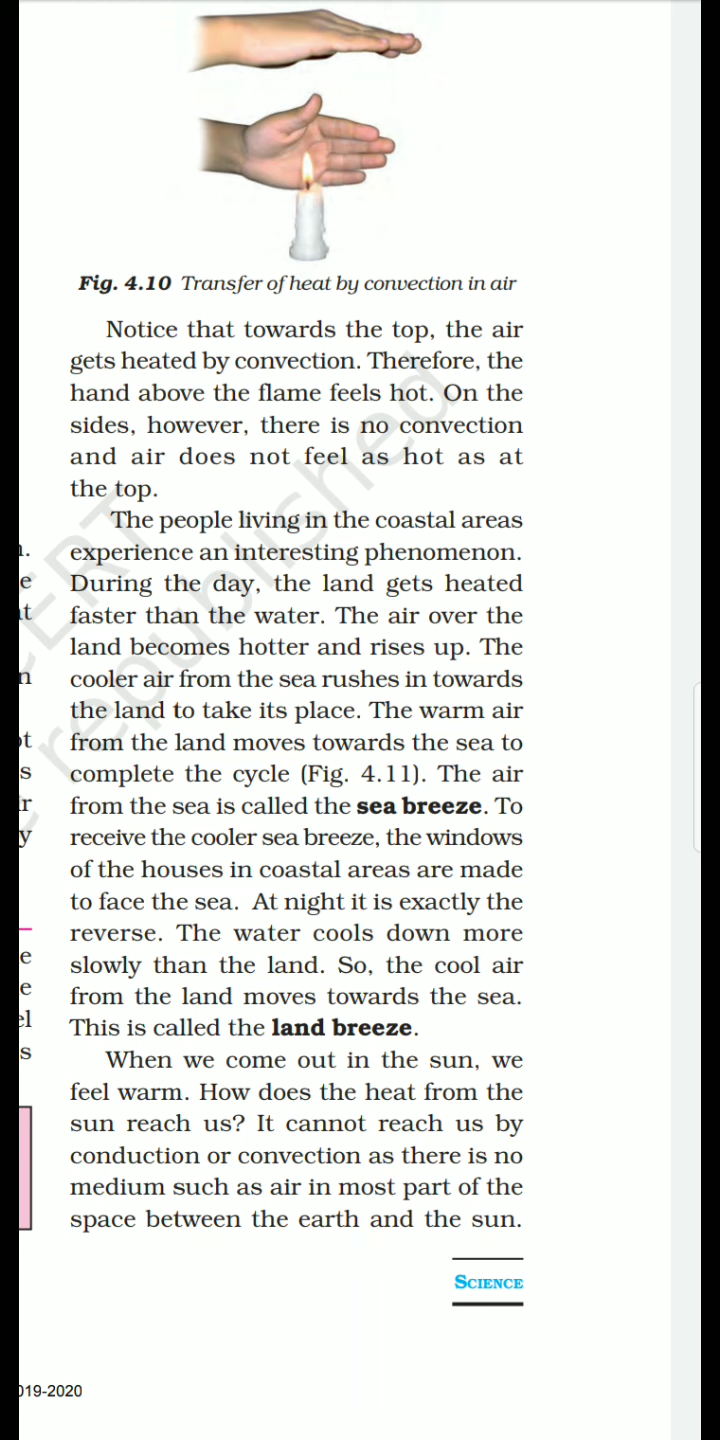 Fig. 4.10 Transfer of heat by convection in air
Notice that towards the top, the air
gets heated by convection. Therefore, the
hand above the flame feels hot. On the
sides, however, there is no convection
and air does not feel as hot as at
the top.
The people living in the coastal areas
experience an interesting phenomenon.
During the day, the land gets heated
faster than the water. The air over the
land becomes hotter and rises up. The
cooler air from the sea rushes in towards
the land to take its place. The warm air
from the land moves towards the sea to
complete the cycle (Fig. 4.11). The air
from the sea is called the sea breeze. To
receive the cooler sea breeze, the windows
of the houses in coastal areas are made
to face the sea. At night it is exactly the
reverse. The water cools down more
slowly than the land. So, the cool air
from the land moves towards the sea.
This is called the land breeze.
When we come out in the sun, we
feel warm. How does the heat from the
sun reach us? It cannot reach us by
conduction or convection as there is no
medium such as air in most part of the
space between the earth and the sun.
SCIENCE
019-2020
republished